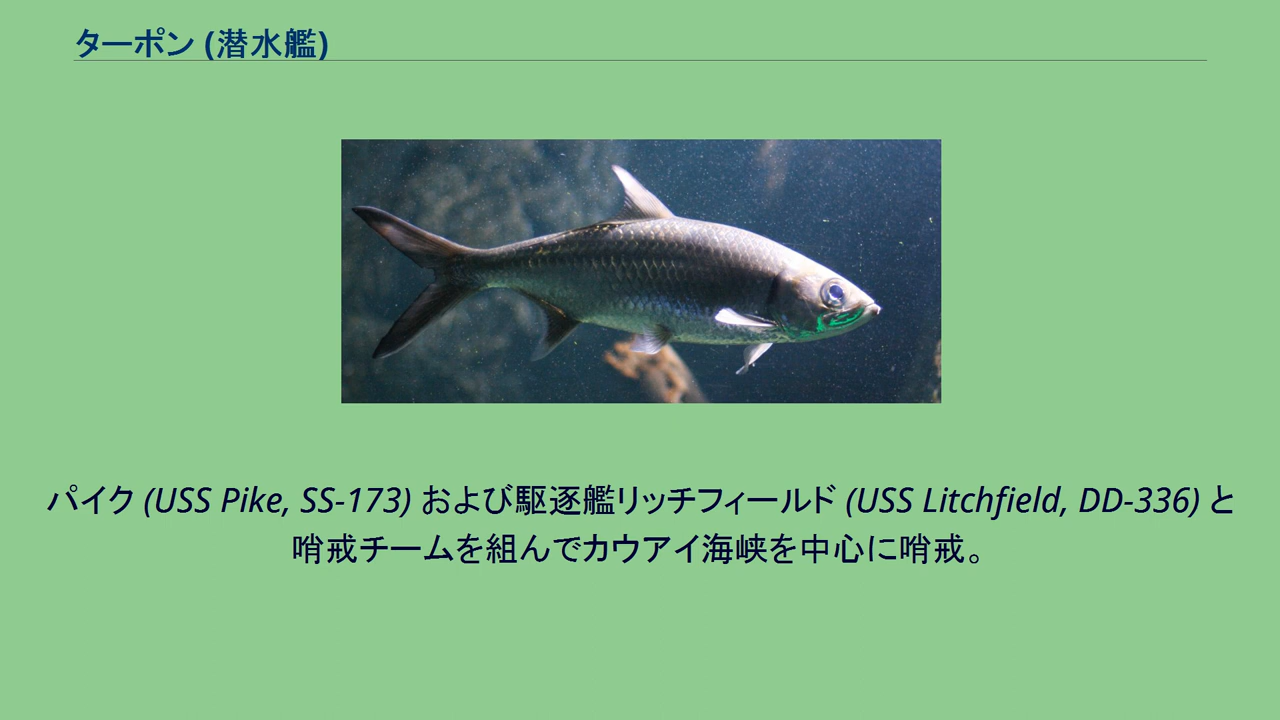 ターポン (潜水艦)
パイク (USS Pike, SS-173) および駆逐艦リッチフィールド (USS Litchfield, DD-336) と
哨戒チームを組んでカウアイ海峡を中心に哨戒。